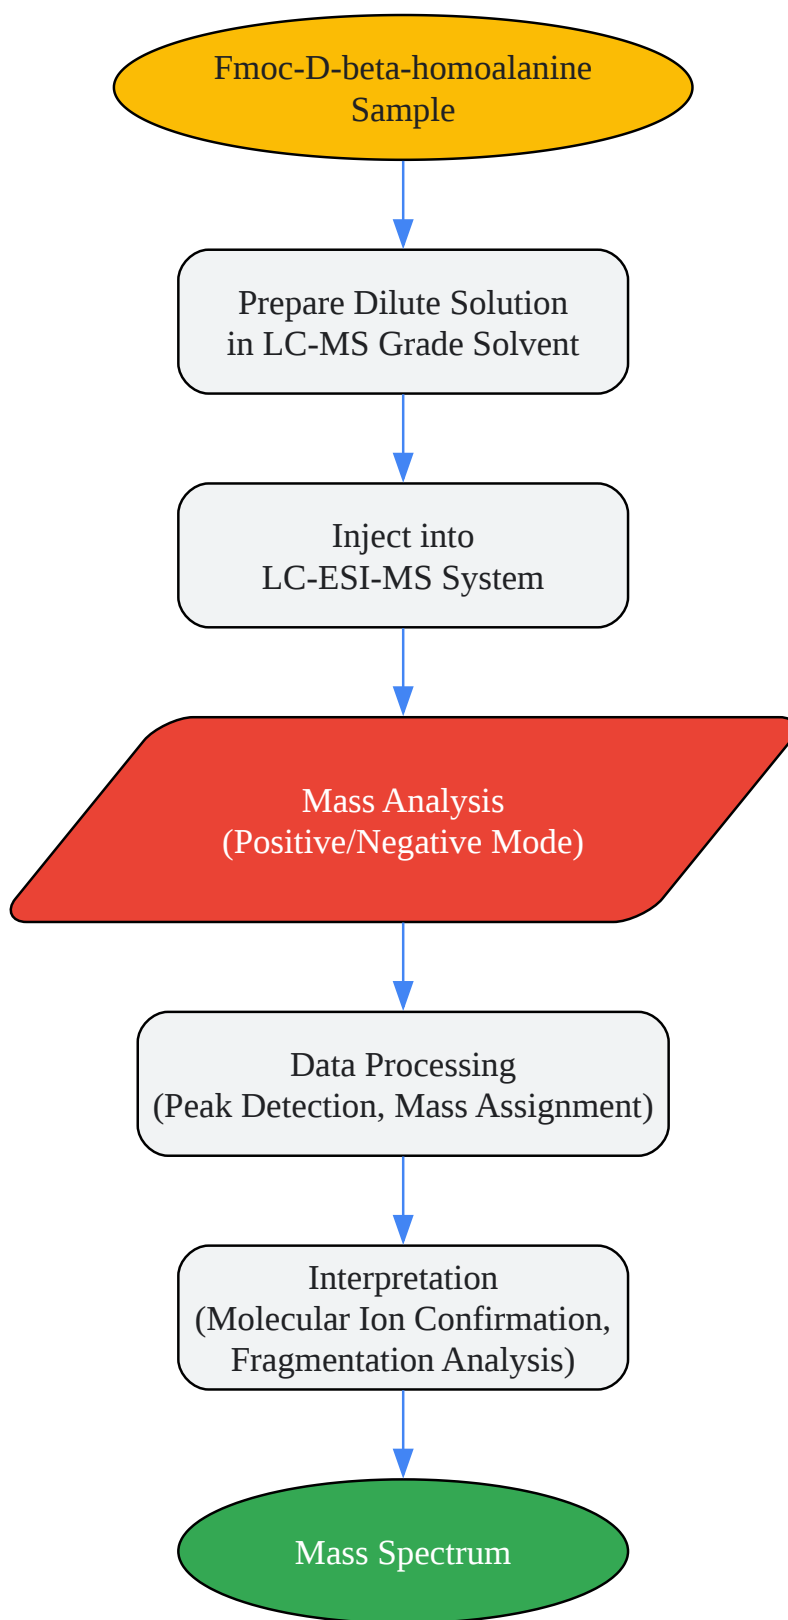 Fmoc-D-beta-homoalanine
Sample
Prepare Dilute Solution
in LC-MS Grade Solvent
Inject into
LC-ESI-MS System
Mass Analysis
(Positive/Negative Mode)
Data Processing
(Peak Detection, Mass Assignment)
Interpretation
(Molecular Ion Confirmation,
Fragmentation Analysis)
Mass Spectrum